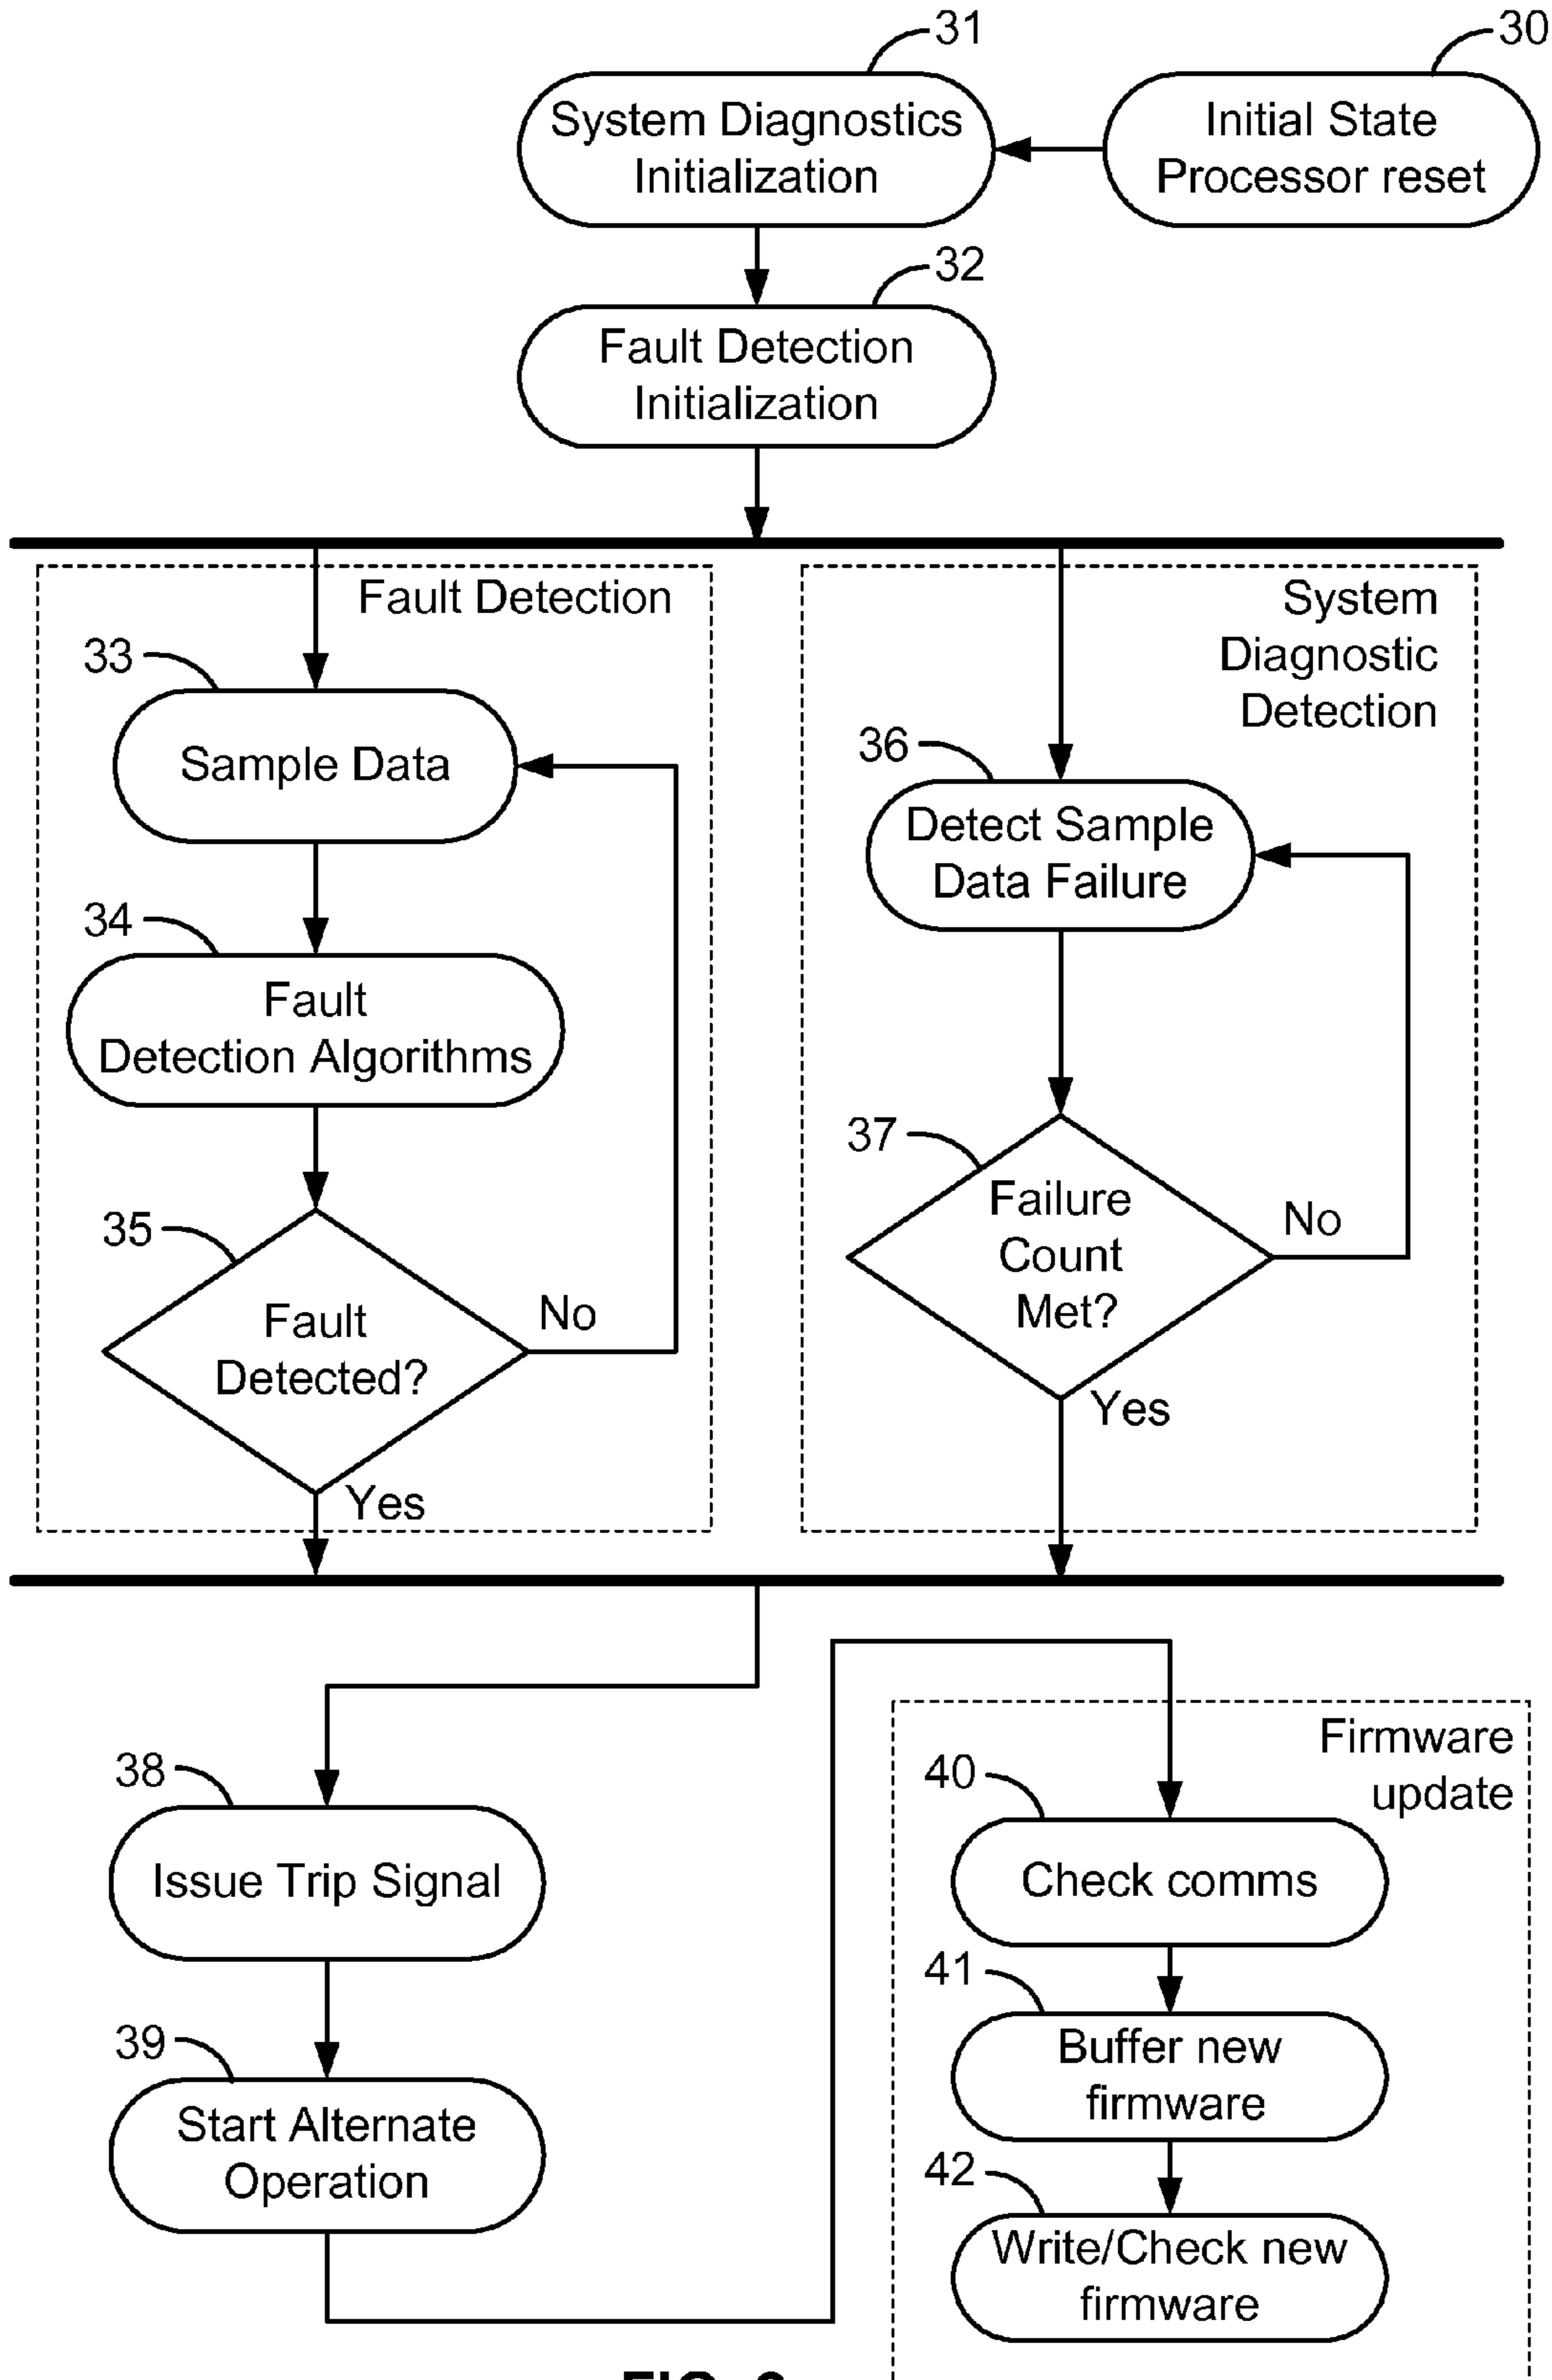 31
30
System Diagnostics
Initialization
Initial State
Processor reset
32
Fault Detection
Initialization
Fault Detection
System
Diagnostic
Detection
33
Sample Data
36
Detect Sample
Data Failure
34
Fault
Detection Algorithms
37
Failure
Count
Met?
No
Yes
35
Fault
Detected?
No
Yes
Firmware
update
38
Issue Trip Signal
40
Check comms
41
Buffer new
firmware
39
Start Alternate
Operation
42
Write/Check new
firmware